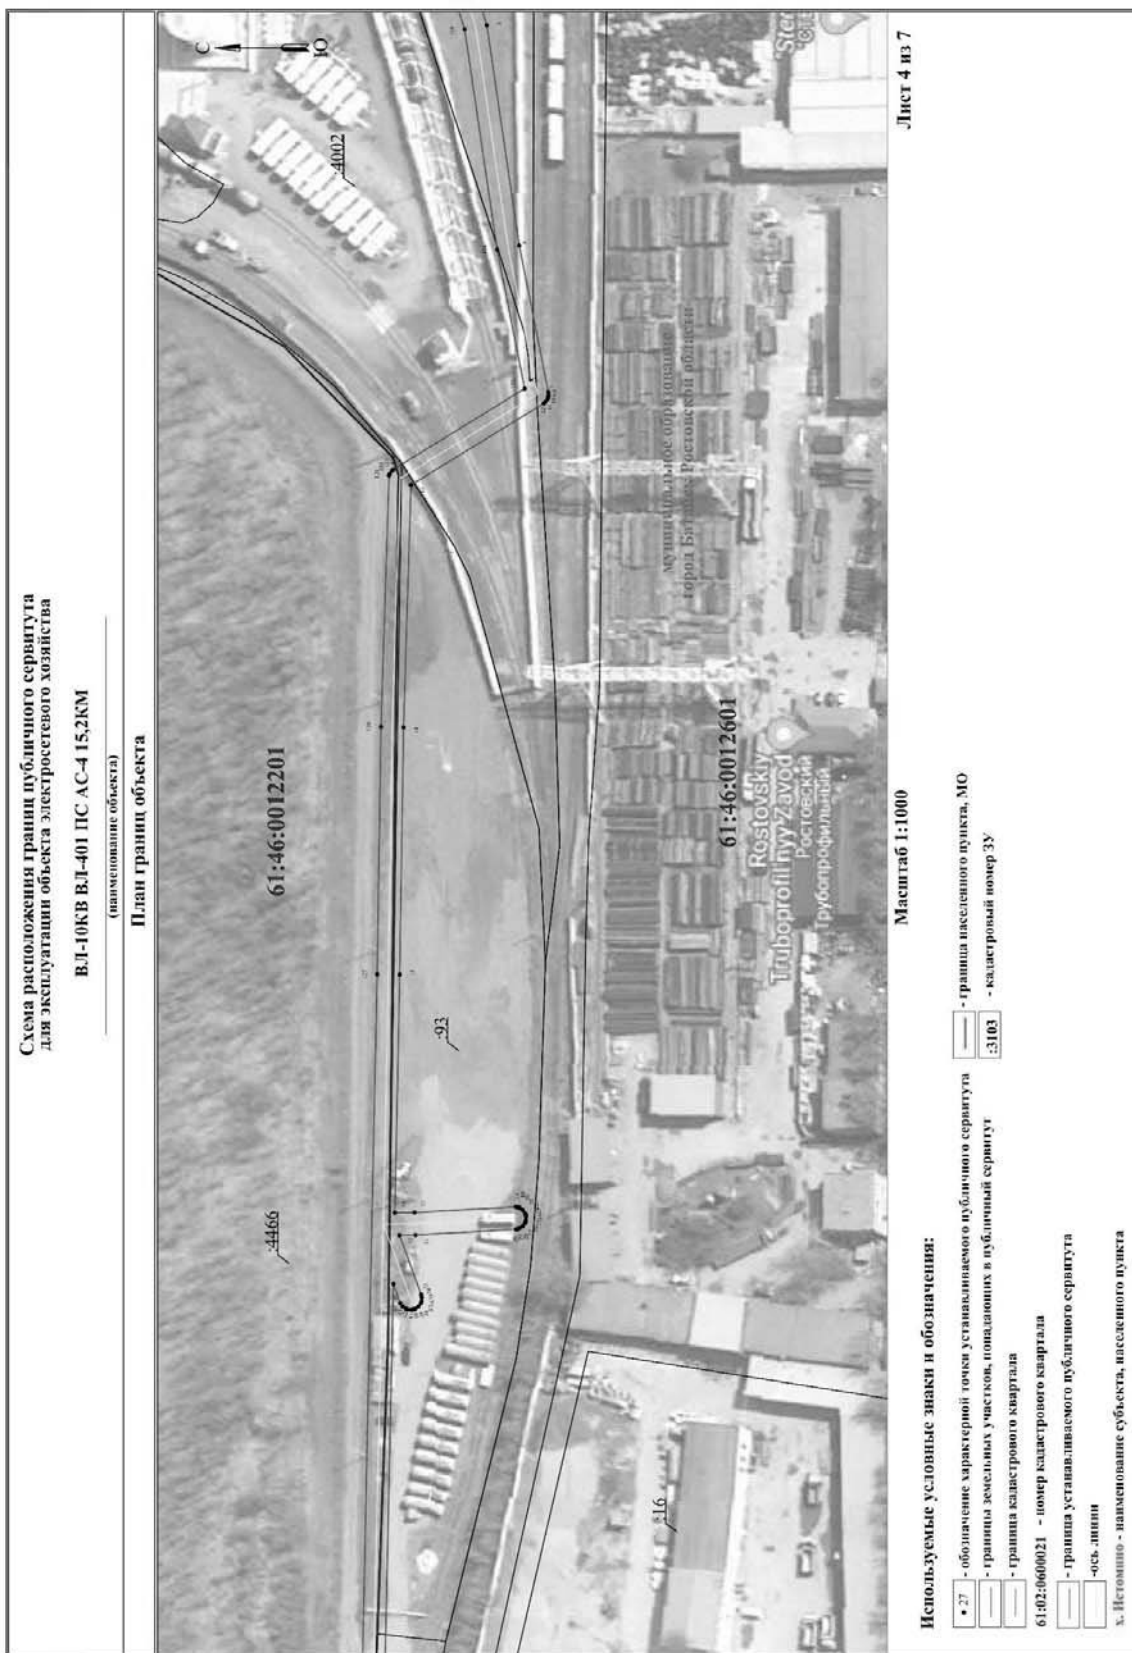 Схема расположения границ публичного сервитута
для эксплуатации объекта электросетевого хозяйства
ВЛ-10КВ ВЛ-401 ПС АС-4 15,2КМ
(наименование объекта)
План границ объекта
С
Ю
:4002
61:46:0012201
:4466
:93
муниципальное образование
город Батайск Ростовской области
61:46:0012601
Rostovskiy
Truboprofil'nyy Zavod
Ростовский
Трубопрофильный
:16
Масштаб 1:1000
Лист 4 из 7
Используемые условные знаки и обозначения:
• 27 - обозначение характерной точки устанавливаемого публичного сервитута
- границы земельных участков, попадающих в публичный сервитут
- граница кадастрового квартала
61:02:0600021 - номер кадастрового квартала
- граница устанавливаемого публичного сервитута
-ось линии
х. Истомино - наименование субъекта, населенного пункта
- граница населенного пункта, МО
:3103 - кадастровый номер ЗУ